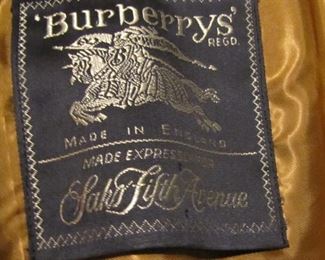 'Burberrys'
REGD.
MADE IN ENGLAND
MADE EXPRESSLY
Saks Fifth Avenue